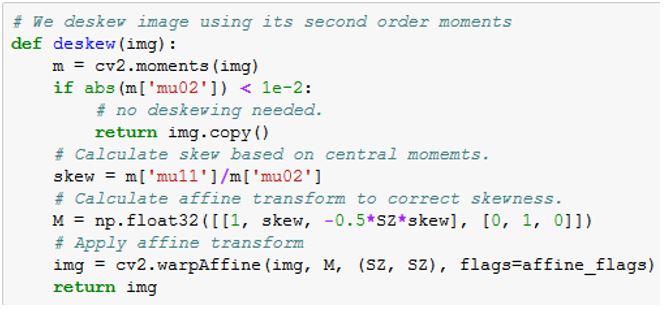 # We deskew image using its second order moments
def deskew(img):
    m = cv2.moments(img)
    if abs(m['mu02']) < 1e-2:
        # no deskewing needed.
        return img.copy()
    # Calculate skew based on central momemts.
    skew = m['mu11']/m['mu02']
    # Calculate affine transform to correct skewness.
    M = np.float32([[1, skew, -0.5*SZ*skew], [0, 1, 0]])
    # Apply affine transform
    img = cv2.warpAffine(img, M, (SZ, SZ), flags=affine_flags)
    return img